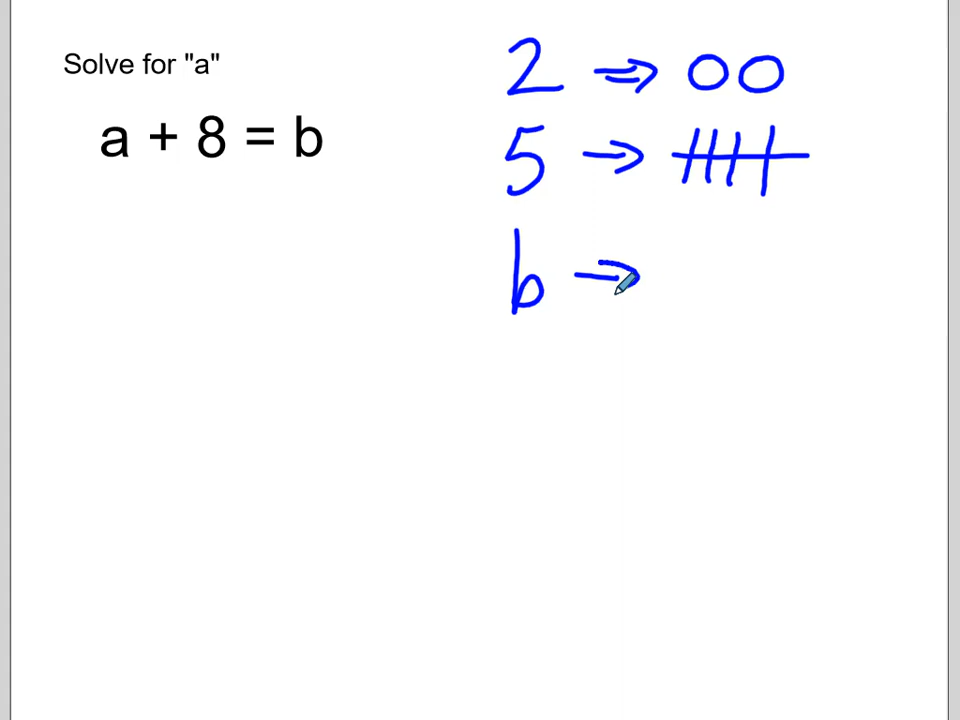 Solve for "a"
a + 8 = b
2 → OO
5 →
b →